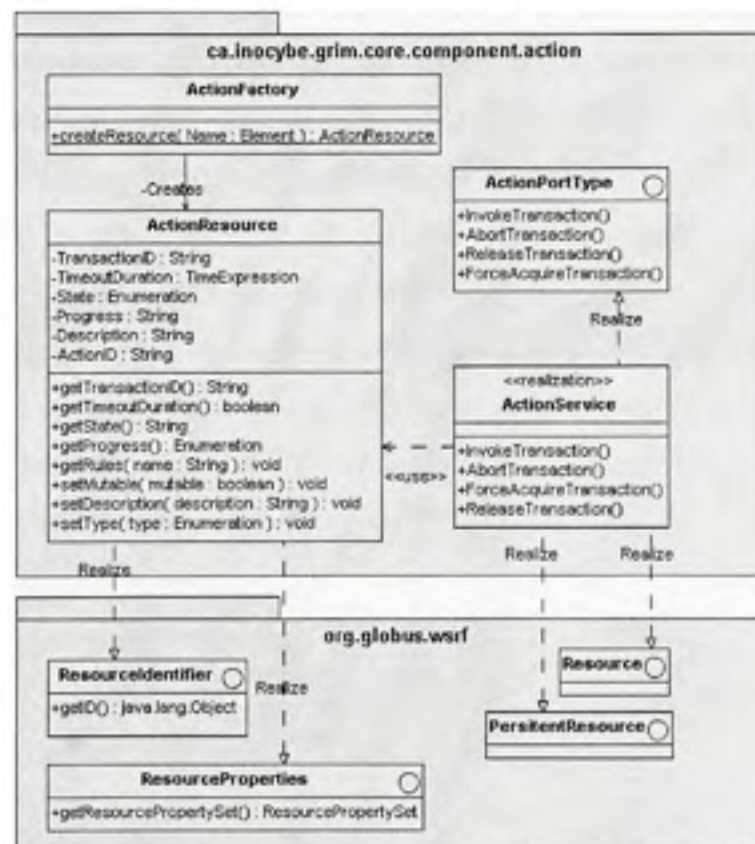 ca.inocybe.grim.core.component.action
ActionFactory
+createResource( Name : Element ) : ActionResource
-Creates
ActionResource
-TransactionID : String
-TimeoutDuration : TimeExpression
-State : Enumeration
-Progress : String
-Description : String
-ActionID : String
+getTransactionID() : String
+getTimeoutDuration() : boolean
+getState() : String
+getProgress() : Enumeration
+getRules( name : String ) : void
+setMutable( mutable : boolean ) : void
+setDescription( description : String ) : void
+setType( type : Enumeration ) : void
ActionPortType
+InvokeTransaction()
+AbortTransaction()
+ReleaseTransaction()
+ForceAcquireTransaction()
Realize
<<realization>>
ActionService
+InvokeTransaction()
+AbortTransaction()
+ForceAcquireTransaction()
+ReleaseTransaction()
<<use>>
Realize
Realize
Realize
org.globus.wsrf
ResourceIdentifier
+getID() : java.lang.Object
Realize
Resource
PersitentResource
ResourceProperties
+getResourcePropertySet() : ResourcePropertySet